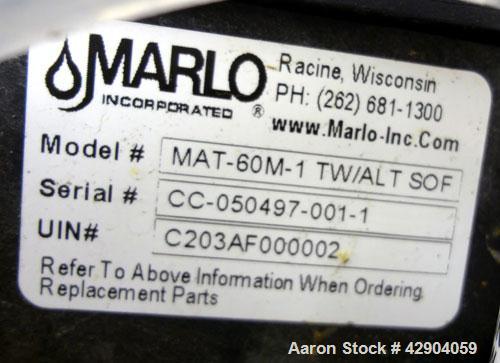 MARLO
INCORPORATED ®
Racine, Wisconsin
PH: (262) 681-1300
www.Marlo-Inc.Com
Model # MAT-60M-1 TW/ALT SOF
Serial # CC-050497-001-1
UIN# C203AF000002
Refer To Above Information When Ordering
Replacement Parts
Aaron Stock # 42904059